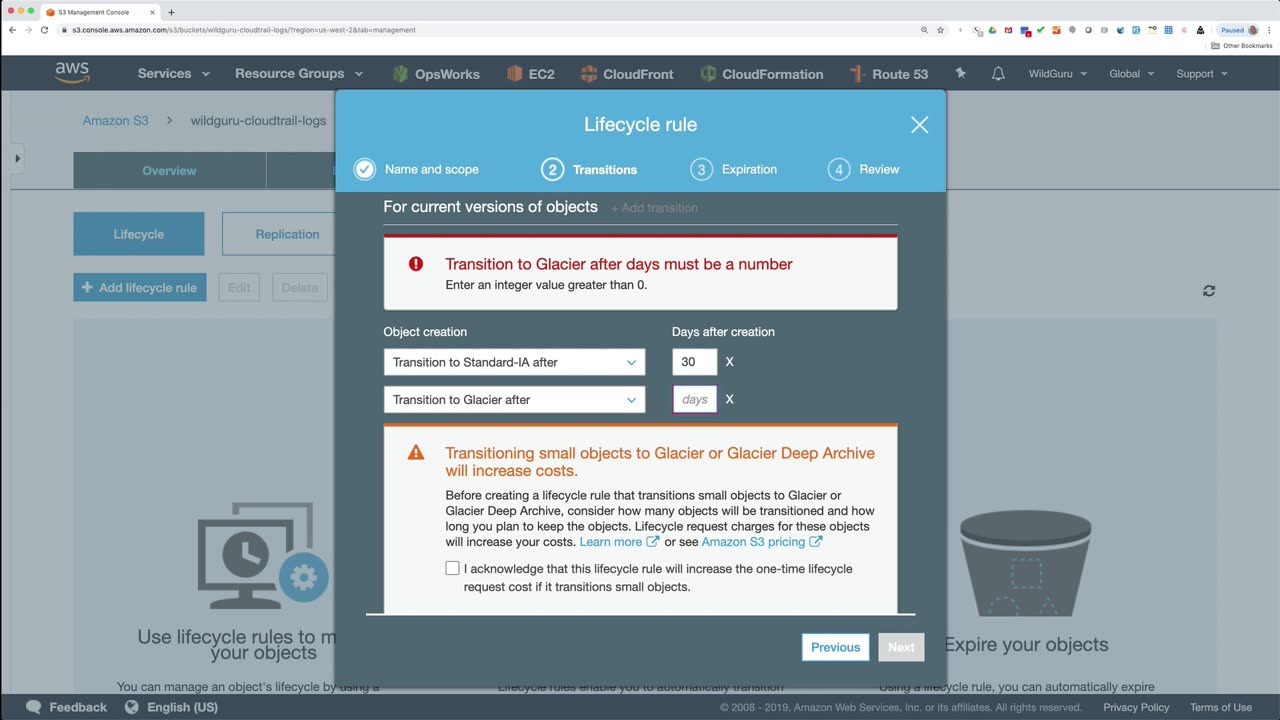 S3 Management Console
s3.console.aws.amazon.com/s3/buckets/wildguru-cloudtrail-logs/?region=us-west-2&tab=management
Paused
Other Bookmarks
aws
Services
Resource Groups
OpsWorks
EC2
CloudFront
CloudFormation
Route 53
WildGuru
Global
Support
Amazon S3 > wildguru-cloudtrail-logs
Overview
Lifecycle
Replication
+ Add lifecycle rule
Edit
Delete
Lifecycle rule
Name and scope
2 Transitions
3 Expiration
4 Review
For current versions of objects + Add transition
Transition to Glacier after days must be a number
Enter an integer value greater than 0.
Object creation
Days after creation
Transition to Standard-IA after
30 X
Transition to Glacier after
days X
Transitioning small objects to Glacier or Glacier Deep Archive
will increase costs.
Before creating a lifecycle rule that transitions small objects to Glacier or
Glacier Deep Archive, consider how many objects will be transitioned and how
long you plan to keep the objects. Lifecycle request charges for these objects
will increase your costs. Learn more or see Amazon S3 pricing
I acknowledge that this lifecycle rule will increase the one-time lifecycle
request cost if it transitions small objects.
Previous
Next
Use lifecycle rules to m
your objects
Expire your objects
You can manage an object's lifecycle by using a
Lifecycle rules enable you to automatically transition
Using a lifecycle rule, you can automatically expire
Feedback
English (US)
© 2008 - 2019, Amazon Web Services, Inc. or its affiliates. All rights reserved.
Privacy Policy
Terms of Use